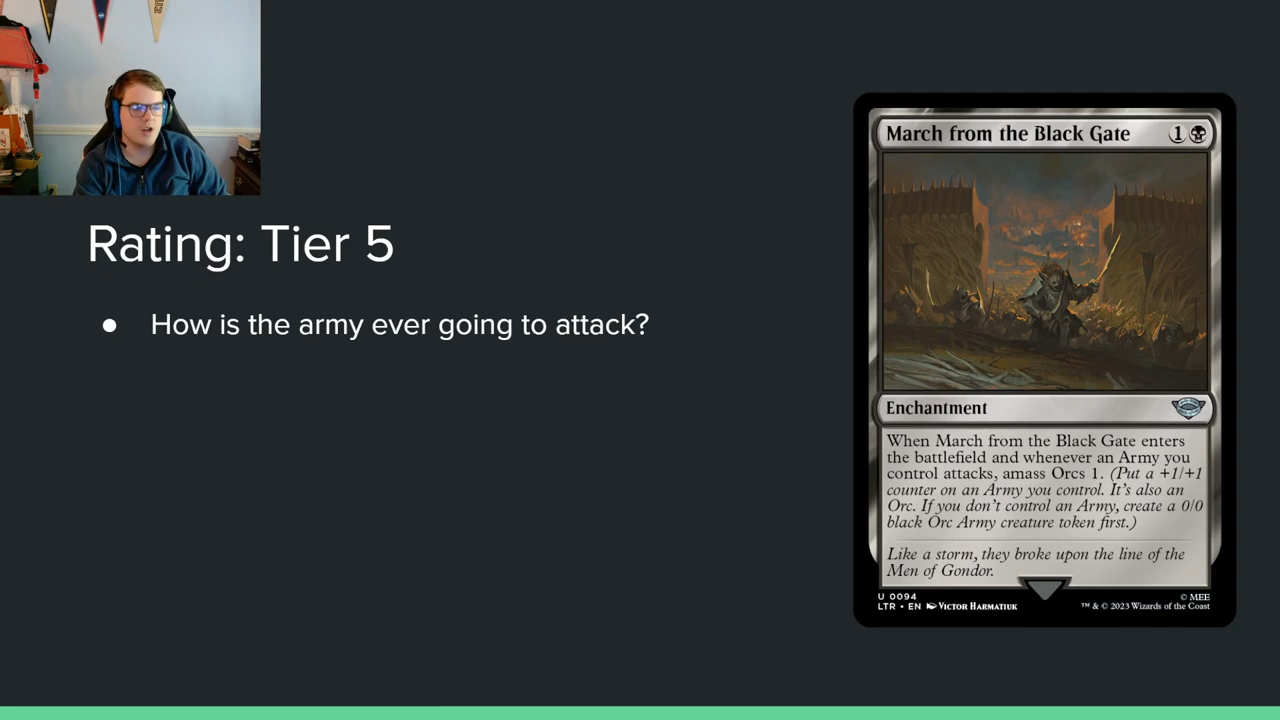 Rating: Tier 5
● How is the army ever going to attack?
March from the Black Gate 1
Enchantment
When March from the Black Gate enters
the battlefield and whenever an Army you
control attacks, amass Orcs 1. (Put a +1/+1
counter on an Army you control. It's also an
Orc. If you don't control an Army, create a 0/0
black Orc Army creature token first.)
Like a storm, they broke upon the line of the
Men of Gondor.
U 0094
LTR • EN VICTOR HARMATIUK
© MEE
™ & © 2023 Wizards of the Coast